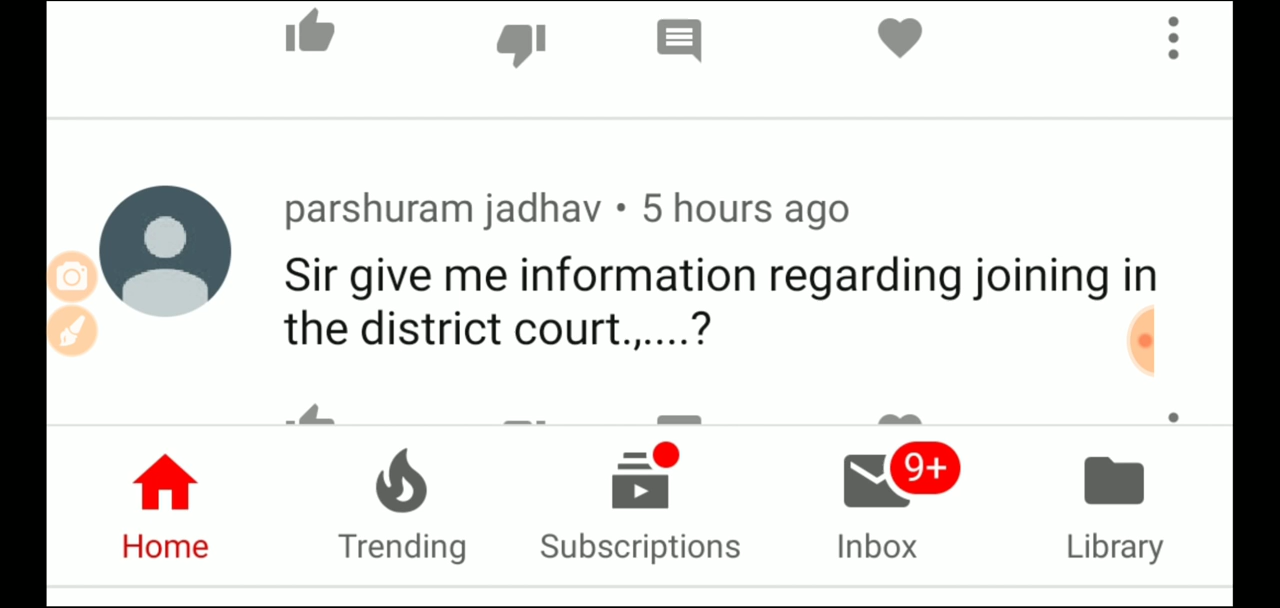 parshuram jadhav • 5 hours ago
Sir give me information regarding joining in
the district court.,....?
9+
Home Trending Subscriptions Inbox Library